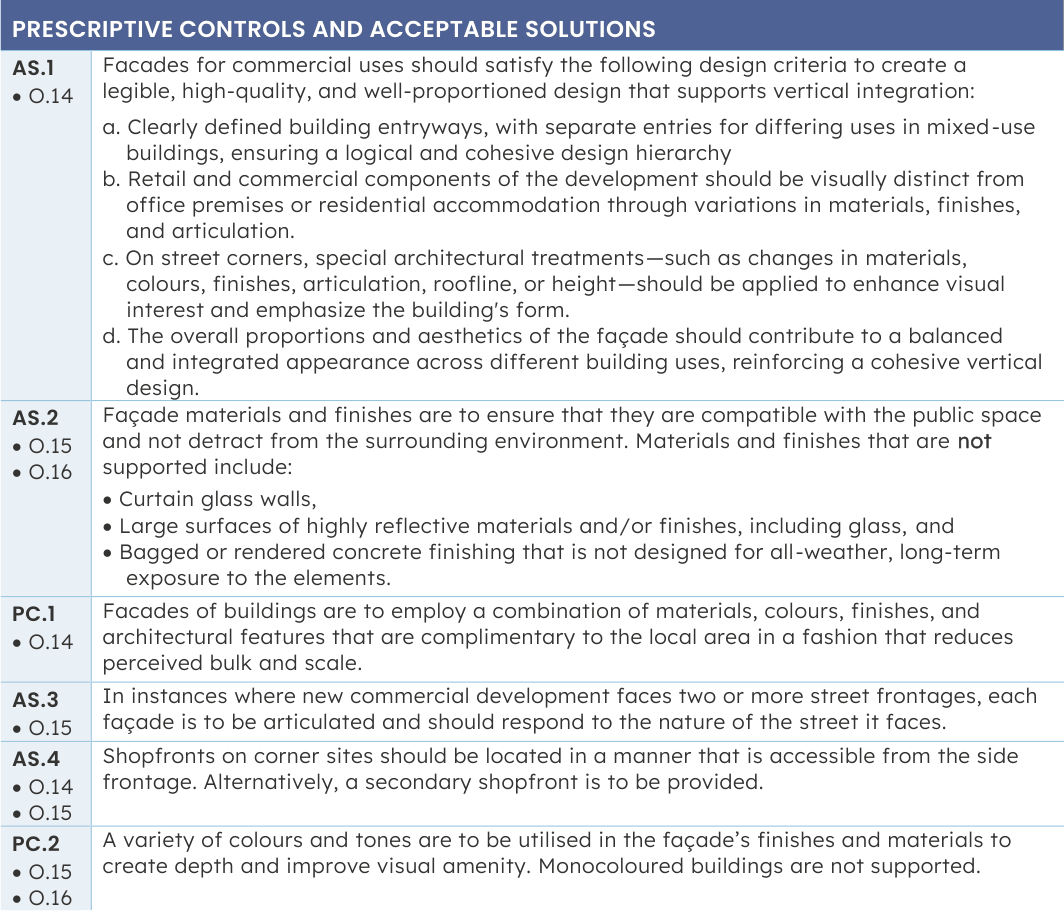 PRESCRIPTIVE CONTROLS AND ACCEPTABLE SOLUTIONS
AS.1
• O.14
Facades for commercial uses should satisfy the following design criteria to create a
legible, high-quality, and well-proportioned design that supports vertical integration:
a. Clearly defined building entryways, with separate entries for differing uses in mixed-use
buildings, ensuring a logical and cohesive design hierarchy
b. Retail and commercial components of the development should be visually distinct from
office premises or residential accommodation through variations in materials, finishes,
and articulation.
c. On street corners, special architectural treatments—such as changes in materials,
colours, finishes, articulation, roofline, or height—should be applied to enhance visual
interest and emphasize the building's form.
d. The overall proportions and aesthetics of the façade should contribute to a balanced
and integrated appearance across different building uses, reinforcing a cohesive vertical
design.
AS.2
• O.15
• O.16
Façade materials and finishes are to ensure that they are compatible with the public space
and not detract from the surrounding environment. Materials and finishes that are not
supported include:
• Curtain glass walls,
• Large surfaces of highly reflective materials and/or finishes, including glass, and
• Bagged or rendered concrete finishing that is not designed for all-weather, long-term
exposure to the elements.
PC.1
• O.14
Facades of buildings are to employ a combination of materials, colours, finishes, and
architectural features that are complimentary to the local area in a fashion that reduces
perceived bulk and scale.
AS.3
• O.15
In instances where new commercial development faces two or more street frontages, each
façade is to be articulated and should respond to the nature of the street it faces.
AS.4
• O.14
• O.15
Shopfronts on corner sites should be located in a manner that is accessible from the side
frontage. Alternatively, a secondary shopfront is to be provided.
PC.2
• O.15
• O.16
A variety of colours and tones are to be utilised in the façade’s finishes and materials to
create depth and improve visual amenity. Monocoloured buildings are not supported.